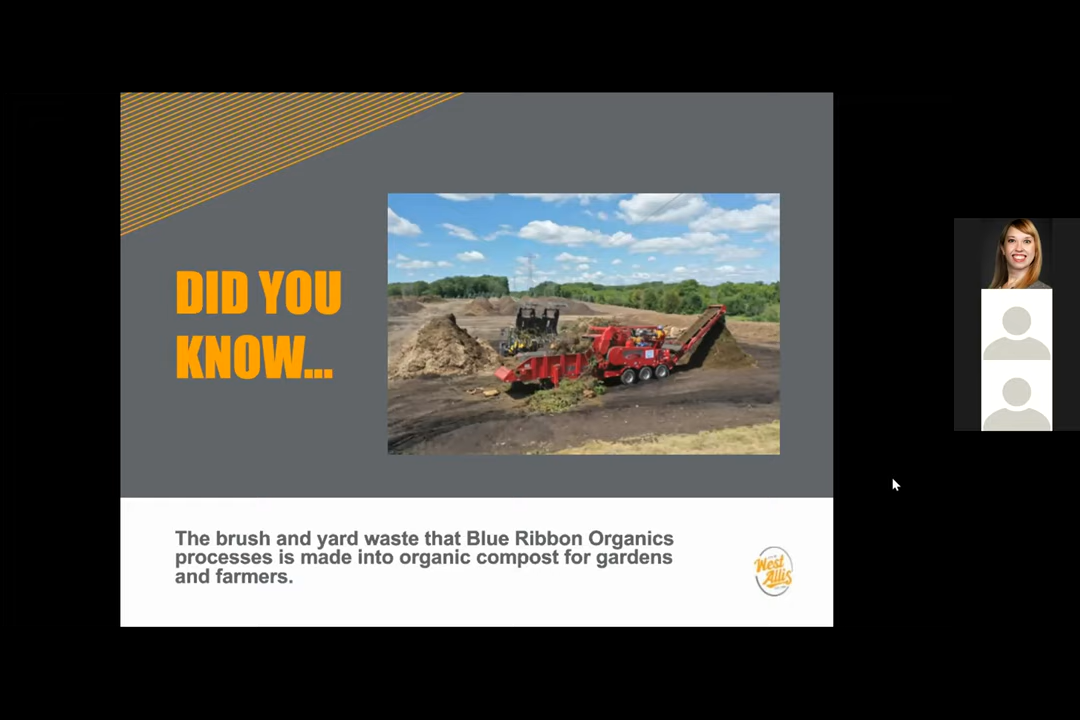 DID YOU
KNOW...
The brush and yard waste that Blue Ribbon Organics
processes is made into organic compost for gardens
and farmers.
West
Allis